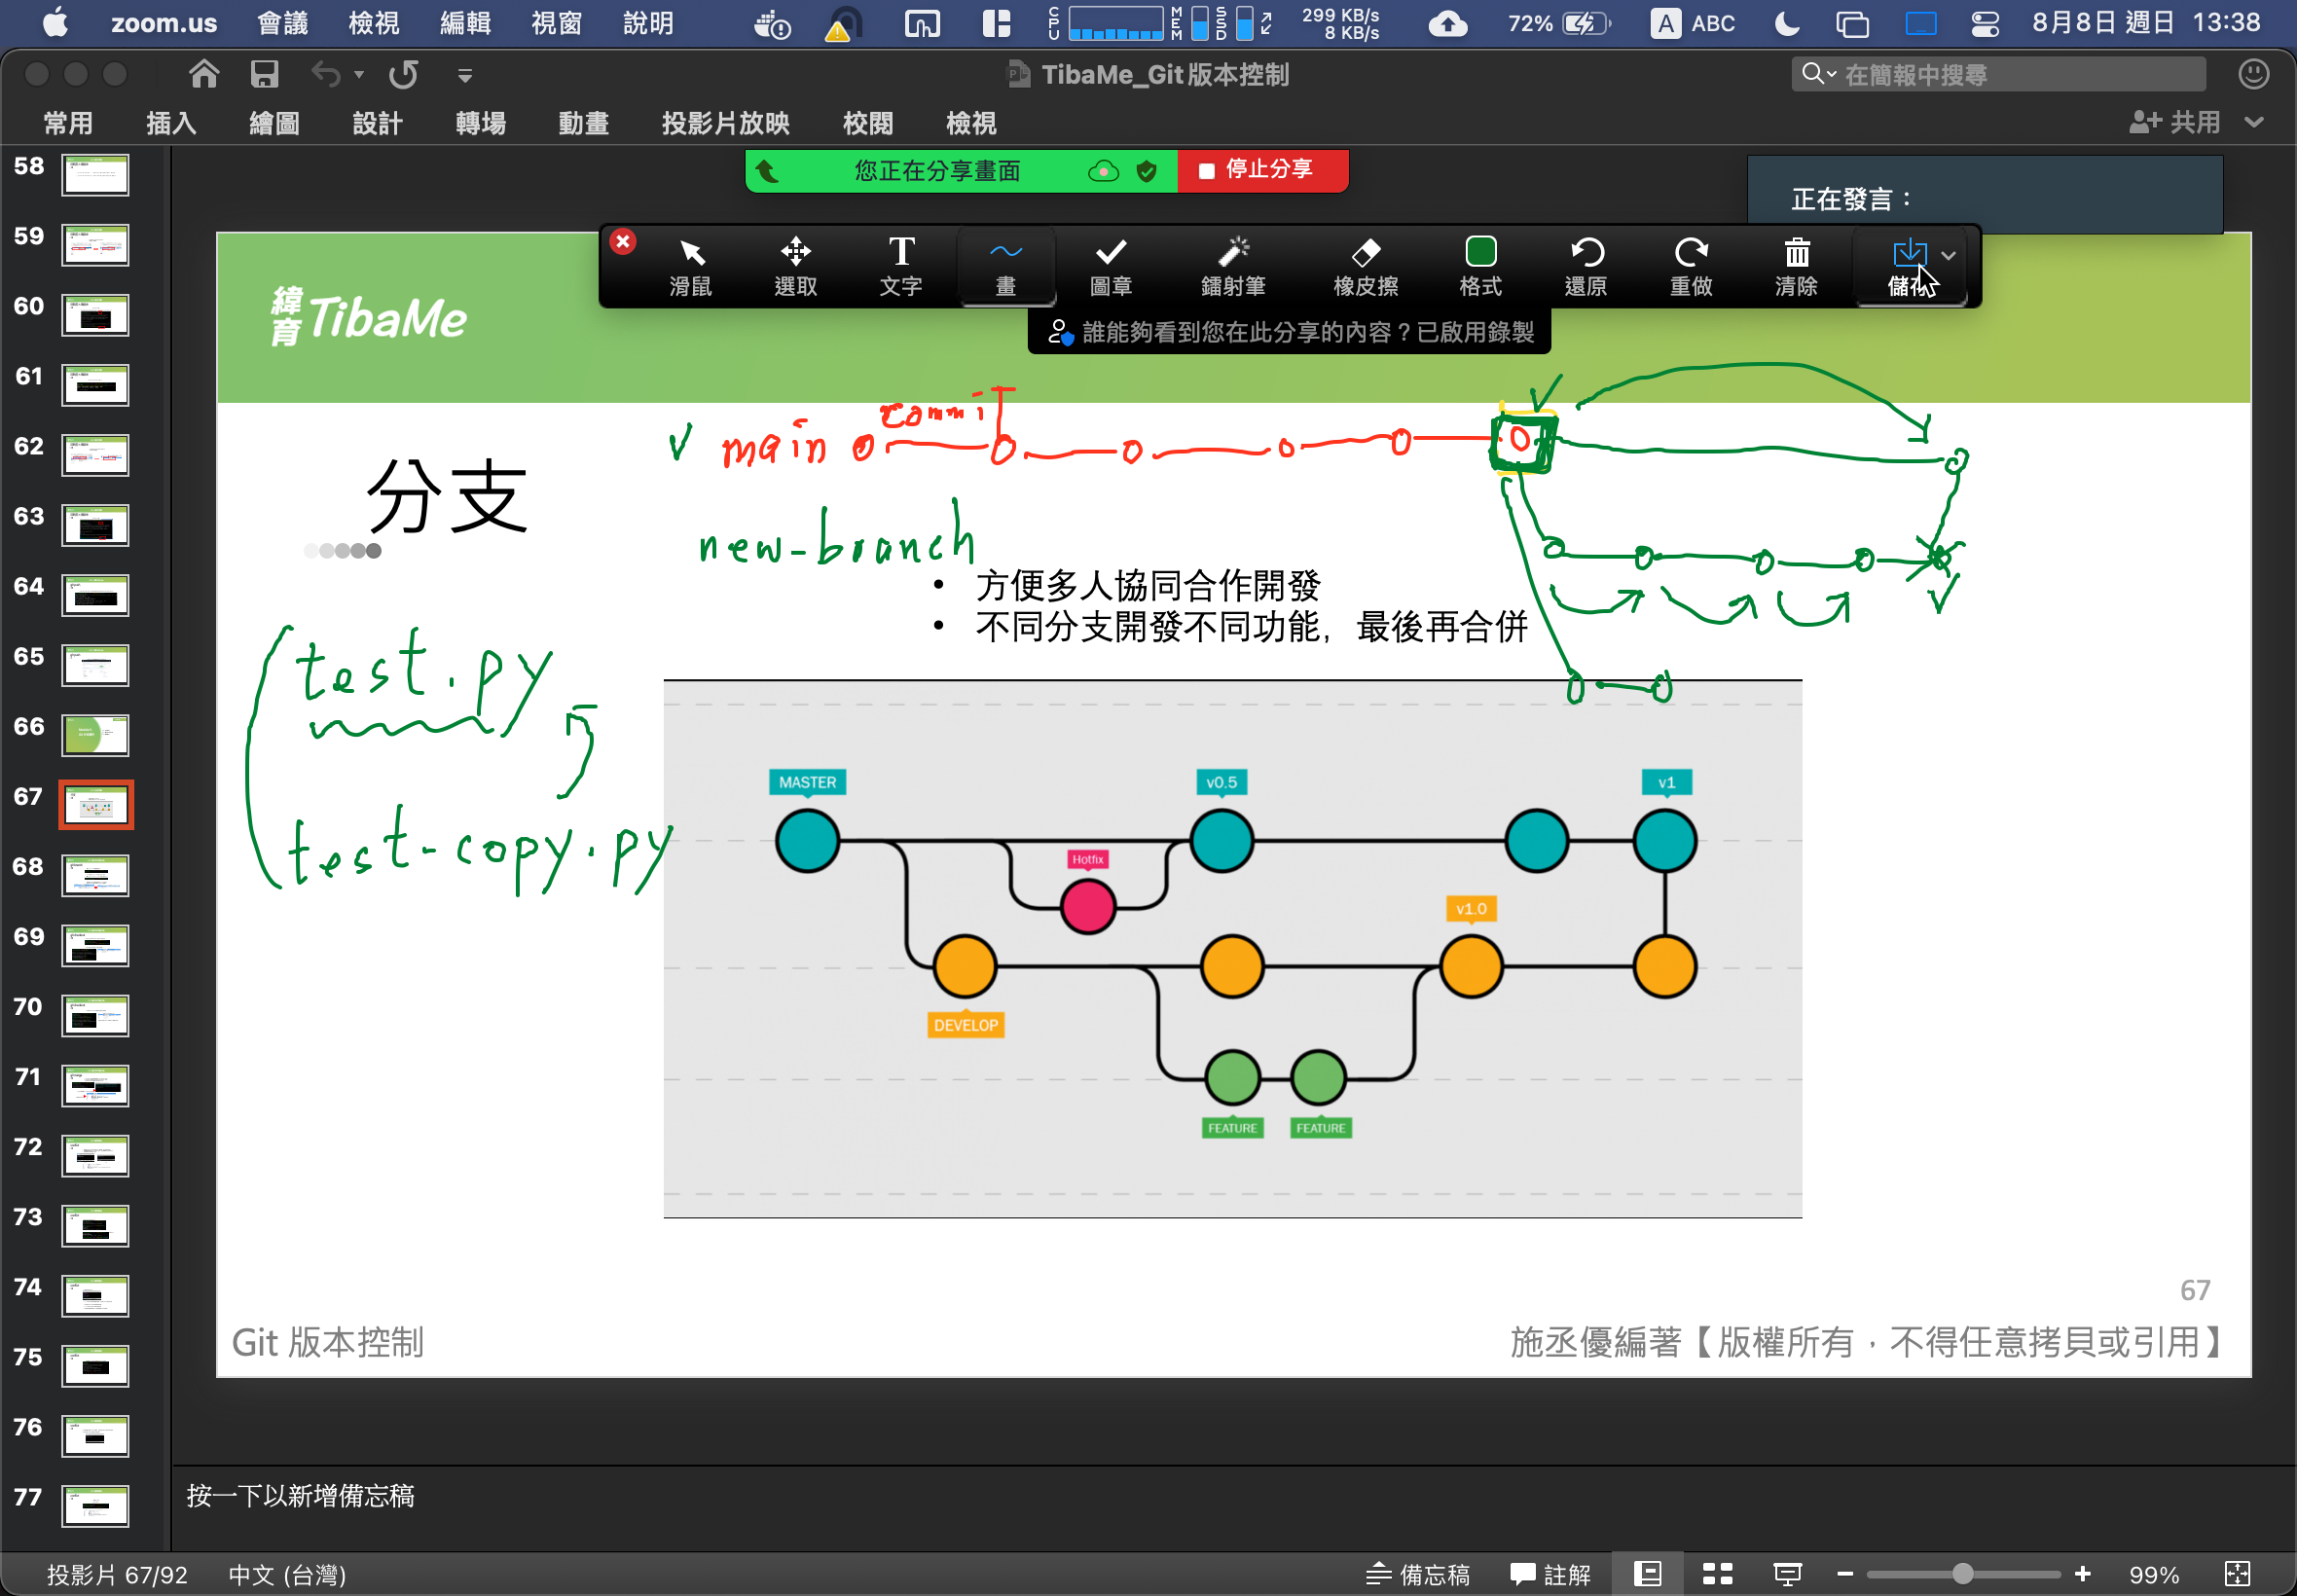 zoom.us 會議 檢視 編輯 視窗 說明 CPU MEM SSD 299 KB/s 8 KB/s 72% A ABC 8月8日 週日 13:38
TibaMe_Git版本控制
在簡報中搜尋
常用 插入 繪圖 設計 轉場 動畫 投影片放映 校閱 檢視 共用
您正在分享畫面 停止分享
正在發言：
滑鼠 選取 文字 畫 圖章 鐳射筆 橡皮擦 格式 還原 重做 清除 儲存
誰能夠看到您在此分享的內容？已啟用錄製
緯育 TibaMe
commit
main
分支
new-branch
• 方便多人協同合作開發
• 不同分支開發不同功能，最後再合併
test.py
test-copy.py
MASTER v0.5 v1
Hotfix
v1.0
DEVELOP
FEATURE FEATURE
67
Git 版本控制 施丞優編著【版權所有，不得任意拷貝或引用】
58
59
60
61
62
63
64
65
66
67
68
69
70
71
72
73
74
75
76
77
按一下以新增備忘稿
投影片 67/92 中文 (台灣) 備忘稿 註解 99%